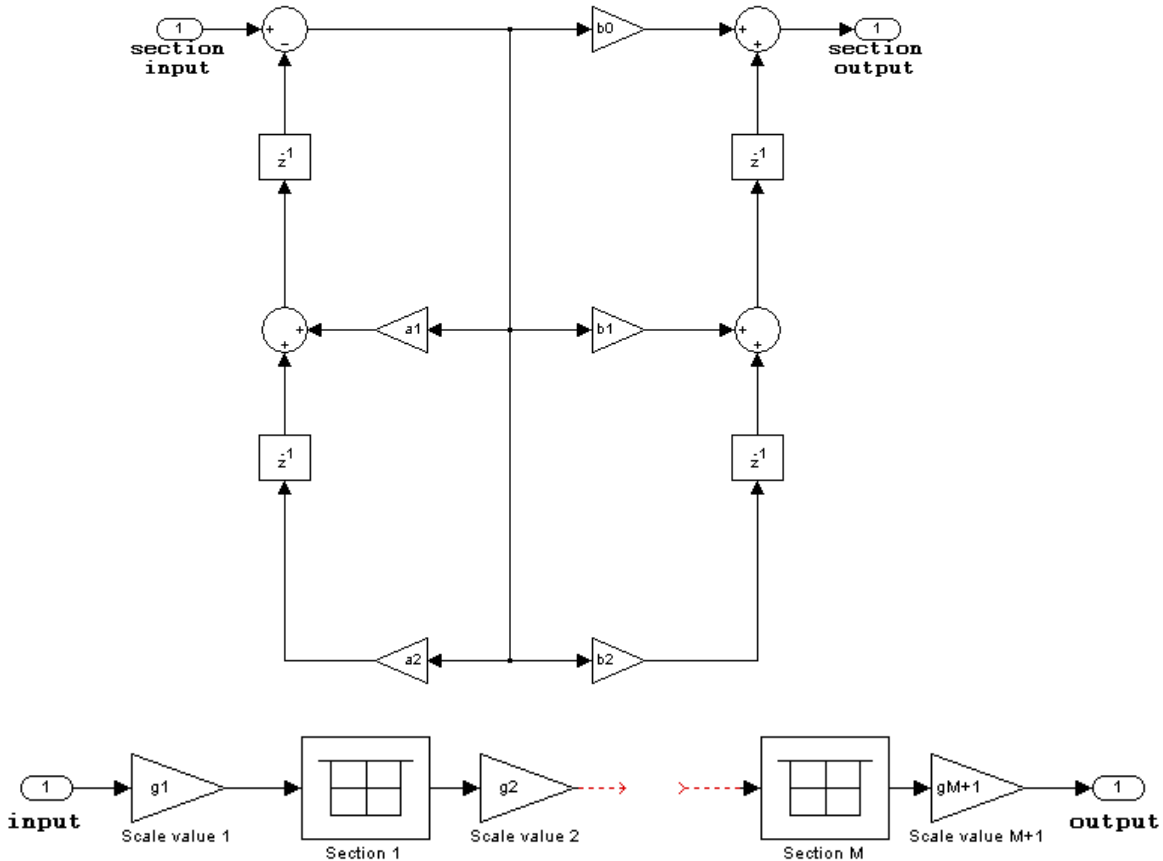 1
+
−
b0
+
+
1
section
input
section
output
z-1
z-1
+
+
a1
b1
+
+
z-1
z-1
a2
b2
1
g1
g2
gM+1
1
input
Scale value 1
Section 1
Scale value 2
Section M
Scale value M+1
output